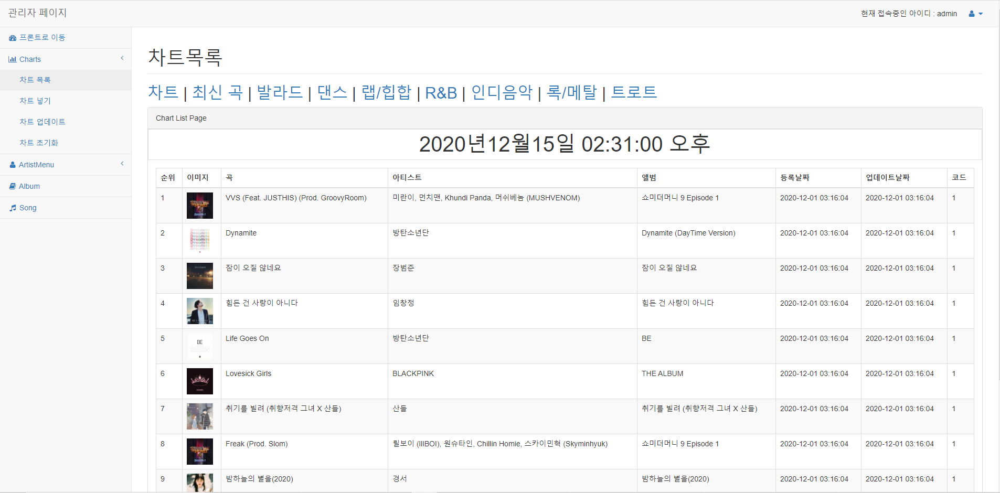 관리자 페이지
현재 접속중인 아이디 : admin
프론트로 이동
Charts
차트 목록
차트 넣기
차트 업데이트
차트 초기화
ArtistMenu
Album
Song
차트목록
차트 | 최신 곡 | 발라드 | 댄스 | 랩/힙합 | R&B | 인디음악 | 록/메탈 | 트로트
Chart List Page
2020년12월15일 02:31:00 오후
순위 이미지 곡 아티스트 앨범 등록날짜 업데이트날짜 코드
1 VVS (Feat. JUSTHIS) (Prod. GroovyRoom) 미란이, 먼치맨, Khundi Panda, 머쉬베놈 (MUSHVENOM) 쇼미더머니 9 Episode 1 2020-12-01 03:16:04 2020-12-01 03:16:04 1
2 Dynamite 방탄소년단 Dynamite (DayTime Version) 2020-12-01 03:16:04 2020-12-01 03:16:04 1
3 잠이 오질 않네요 장범준 잠이 오질 않네요 2020-12-01 03:16:04 2020-12-01 03:16:04 1
4 힘든 건 사랑이 아니다 임창정 힘든 건 사랑이 아니다 2020-12-01 03:16:04 2020-12-01 03:16:04 1
5 BE Life Goes On 방탄소년단 BE 2020-12-01 03:16:04 2020-12-01 03:16:04 1
6 Lovesick Girls BLACKPINK THE ALBUM 2020-12-01 03:16:04 2020-12-01 03:16:04 1
7 취기를 빌려 (취향저격 그녀 X 산들) 산들 취기를 빌려 (취향저격 그녀 X 산들) 2020-12-01 03:16:04 2020-12-01 03:16:04 1
8 Freak (Prod. Slom) 릴보이 (lIlBOI), 원슈타인, Chillin Homie, 스카이민혁 (Skyminhyuk) 쇼미더머니 9 Episode 1 2020-12-01 03:16:04 2020-12-01 03:16:04 1
9 밤하늘의 별을(2020) 경서 밤하늘의 별을(2020) 2020-12-01 03:16:04 2020-12-01 03:16:04 1